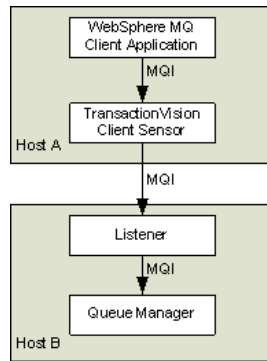 WebSphere MQ
Client Application
MQI
TransactionVision
Client Sensor
Host A
MQI
Listener
MQI
Queue Manager
Host B